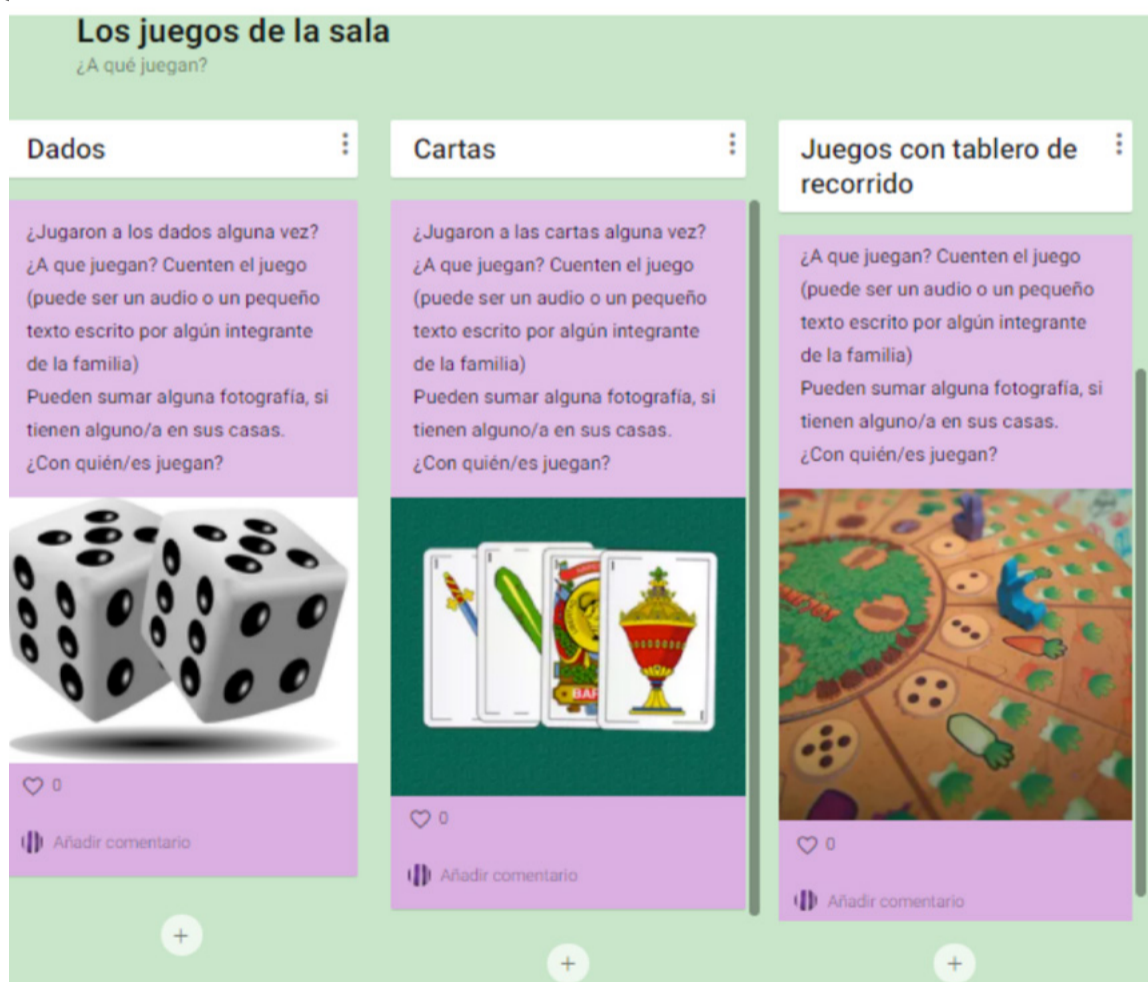 Los juegos de la sala
¿A qué juegan?
Dados
¿Jugaron a los dados alguna vez?
¿A que juegan? Cuenten el juego
(puede ser un audio o un pequeño
texto escrito por algún integrante
de la familia)
Pueden sumar alguna fotografía, si
tienen alguno/a en sus casas.
¿Con quién/es juegan?
0
Añadir comentario
+
Cartas
¿Jugaron a las cartas alguna vez?
¿A que juegan? Cuenten el juego
(puede ser un audio o un pequeño
texto escrito por algún integrante
de la familia)
Pueden sumar alguna fotografía, si
tienen alguno/a en sus casas.
¿Con quién/es juegan?
1
1
0
Añadir comentario
+
Juegos con tablero de
recorrido
¿A que juegan? Cuenten el juego
(puede ser un audio o un pequeño
texto escrito por algún integrante
de la familia)
Pueden sumar alguna fotografía, si
tienen alguno/a en sus casas.
¿Con quién/es juegan?
0
Añadir comentario
+